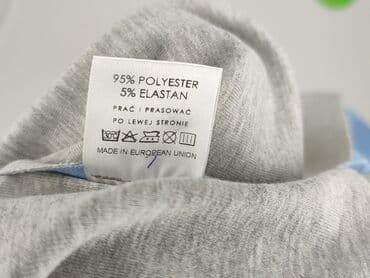 95% POLYESTER
5% ELASTAN
PRAĆ I PRASOWAĆ
PO LEWEJ STRONIE
MADE IN EUROPEAN UNION